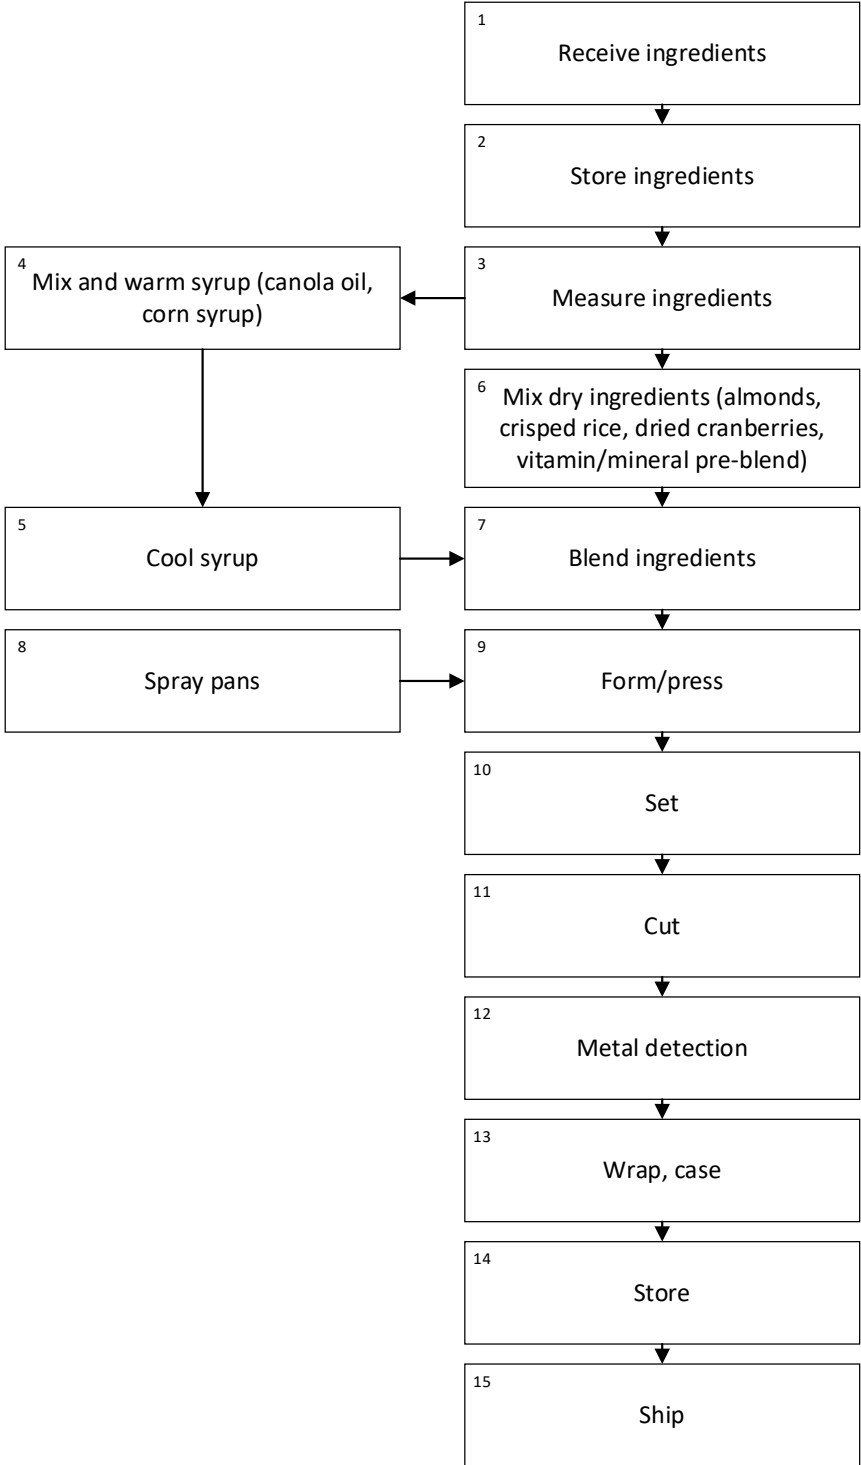 1
Receive ingredients
2
Store ingredients
3
Measure ingredients
4
Mix and warm syrup (canola oil,
corn syrup)
6
Mix dry ingredients (almonds,
crisped rice, dried cranberries,
vitamin/mineral pre-blend)
5
Cool syrup
7
Blend ingredients
8
Spray pans
9
Form/press
10
Set
11
Cut
12
Metal detection
13
Wrap, case
14
Store
15
Ship